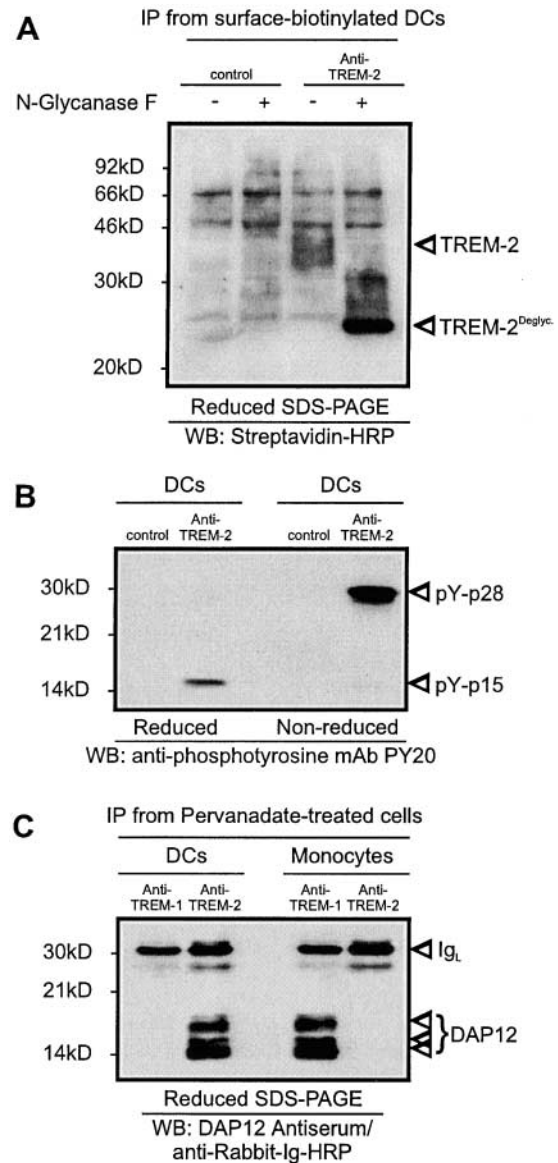 A
IP from surface-biotinylated DCs
control
Anti-
TREM-2
N-Glycanase F - + - +
92kD
66kD
46kD
TREM-2
30kD
TREM-2Deglyc.
20kD
Reduced SDS-PAGE
WB: Streptavidin-HRP
B
DCs DCs
control Anti-
TREM-2 control Anti-
TREM-2
30kD
pY-p28
21kD
14kD
pY-p15
Reduced Non-reduced
WB: anti-phosphotyrosine mAb PY20
C
IP from Pervanadate-treated cells
DCs Monocytes
Anti- Anti- Anti- Anti-
TREM-1 TREM-2 TREM-1 TREM-2
30kD
IgL
21kD
DAP12
14kD
Reduced SDS-PAGE
WB: DAP12 Antiserum/
anti-Rabbit-Ig-HRP